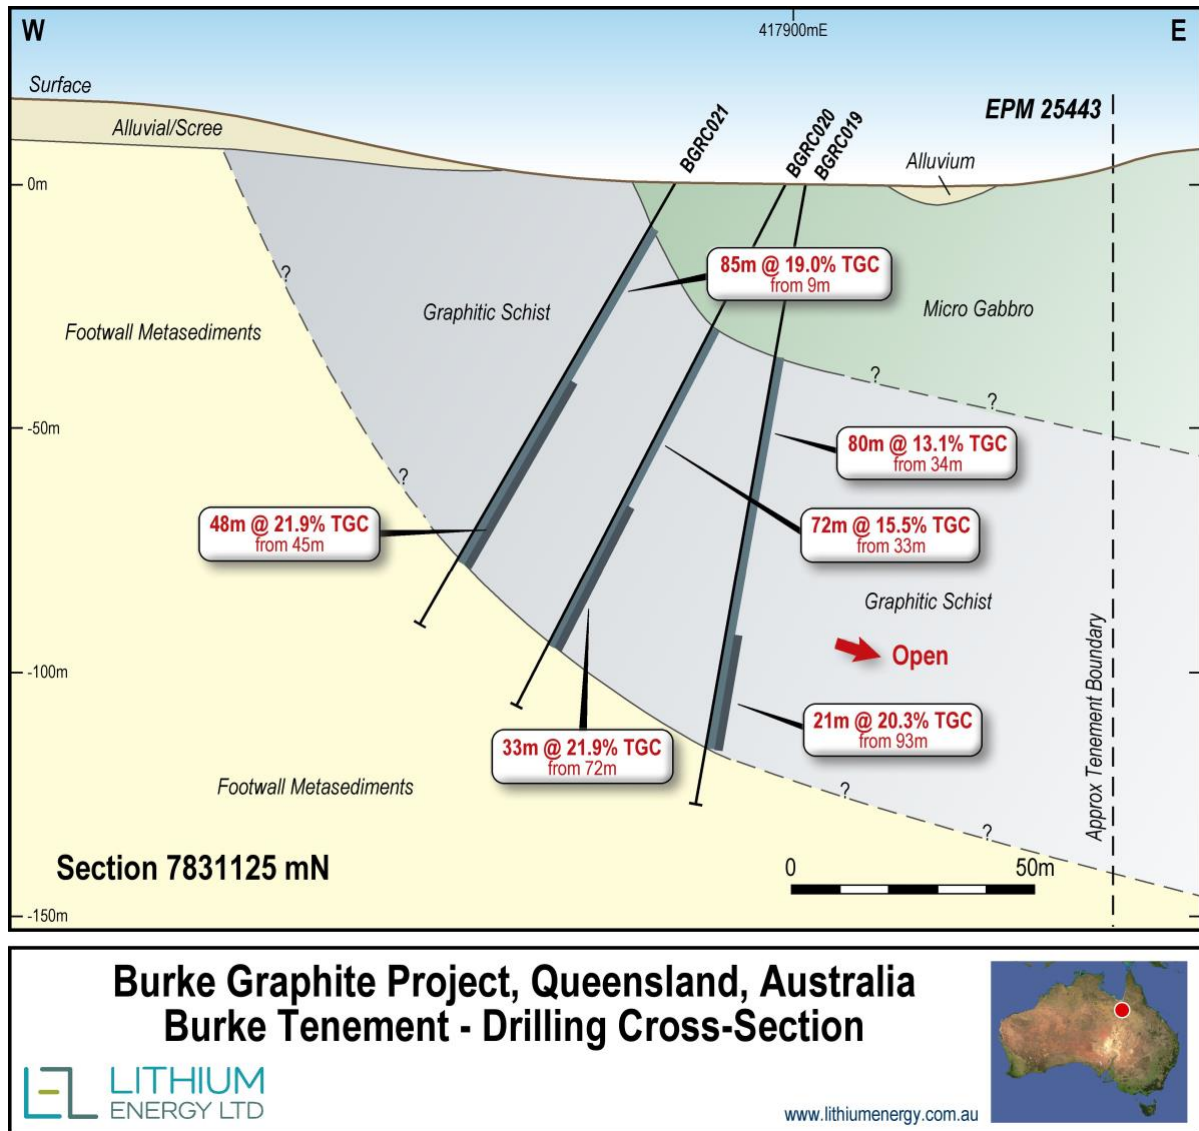 W
417900mE
E
Surface
EPM 25443
Alluvial/Scree
BGRC021
BGRC020
BGRC019
Alluvium
0m
85m @ 19.0% TGC
from 9m
?
Graphitic Schist
Micro Gabbro
Footwall Metasediments
?
?
-50m
80m @ 13.1% TGC
from 34m
?
48m @ 21.9% TGC
from 45m
72m @ 15.5% TGC
from 33m
Graphitic Schist
Open
-100m
21m @ 20.3% TGC
from 93m
33m @ 21.9% TGC
from 72m
Footwall Metasediments
?
?
Approx Tenement Boundary
Section 7831125 mN
0
50m
-150m
Burke Graphite Project, Queensland, Australia
Burke Tenement - Drilling Cross-Section
LITHIUM
ENERGY LTD
www.lithiumenergy.com.au